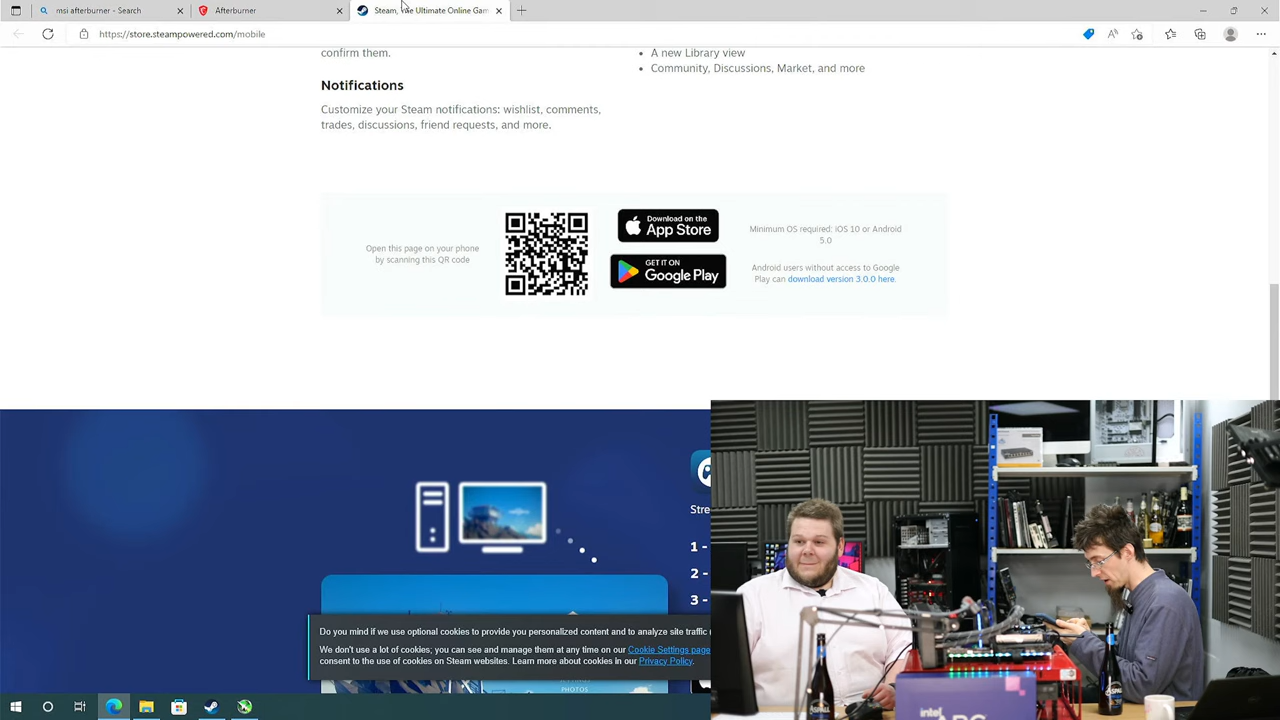 msi afterburner - Search
Afterburner
Steam, The Ultimate Online Gam
https://store.steampowered.com/mobile
confirm them.
Notifications
Customize your Steam notifications: wishlist, comments,
trades, discussions, friend requests, and more.
A new Library view
Community, Discussions, Market, and more
Open this page on your phone
by scanning this QR code
Download on the
App Store
GET IT ON
Google Play
Minimum OS required: iOS 10 or Android
5.0
Android users without access to Google
Play can download version 3.0.0 here.
Stre
1 -
2 -
3 -
Do you mind if we use optional cookies to provide you personalized content and to analyze site traffic
We don't use a lot of cookies; you can see and manage them at any time on our Cookie Settings page
consent to the use of cookies on Steam websites. Learn more about cookies in our Privacy Policy.
PHOTOS
intel
ARC
ASPALL